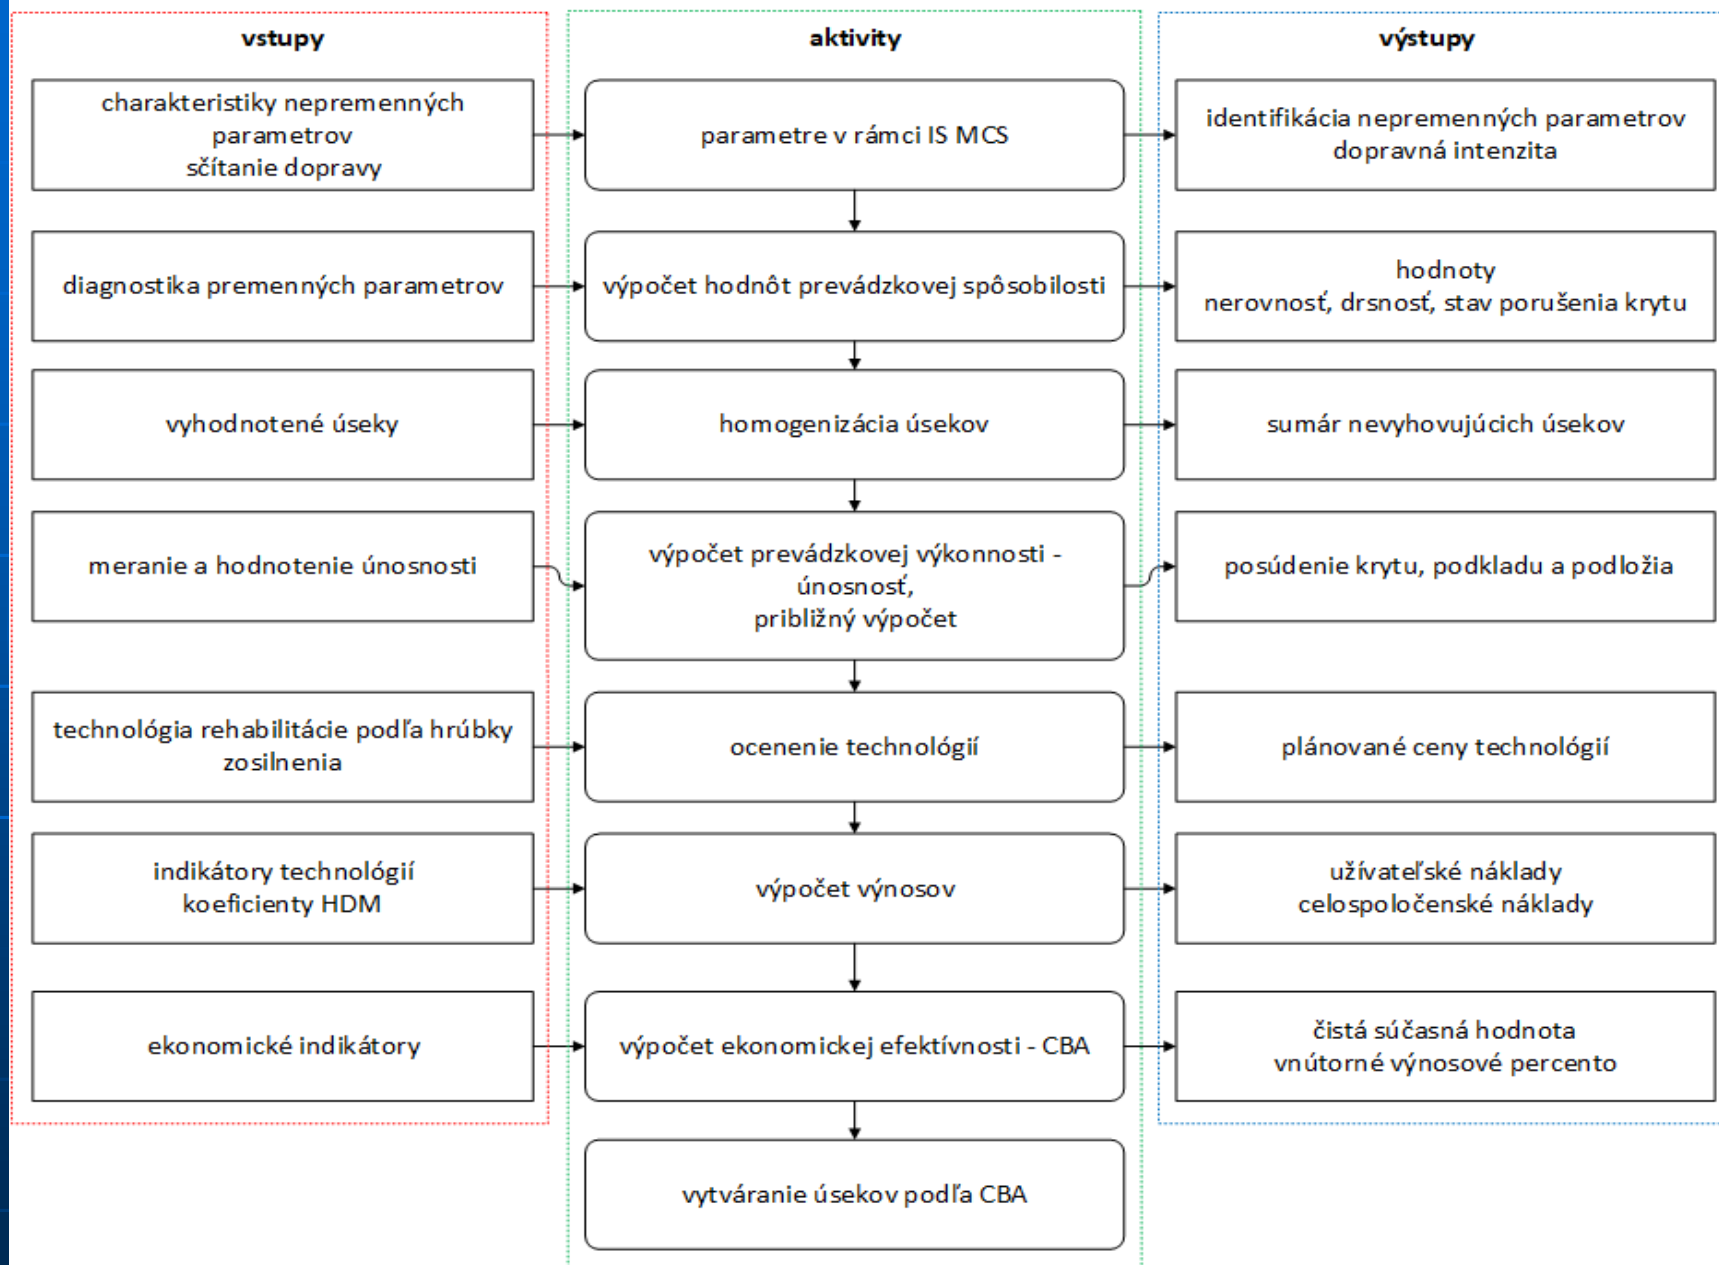 vstupy
aktivity
výstupy
charakteristiky nepremenných
parametrov
sčítanie dopravy
parametre v rámci IS MCS
identifikácia nepremenných parametrov
dopravná intenzita
diagnostika premenných parametrov
výpočet hodnôt prevádzkovej spôsobilosti
hodnoty
nerovnosť, drsnosť, stav porušenia krytu
vyhodnotené úseky
homogenizácia úsekov
sumár nevyhovujúcich úsekov
meranie a hodnotenie únosnosti
výpočet prevádzkovej výkonnosti -
únosnosť,
približný výpočet
posúdenie krytu, podkladu a podložia
technológia rehabilitácie podľa hrúbky
zosilnenia
ocenenie technológií
plánované ceny technológií
indikátory technológií
koeficienty HDM
výpočet výnosov
užívateľské náklady
celospoločenské náklady
ekonomické indikátory
výpočet ekonomickej efektívnosti - CBA
čistá súčasná hodnota
vnútorné výnosové percento
vytváranie úsekov podľa CBA